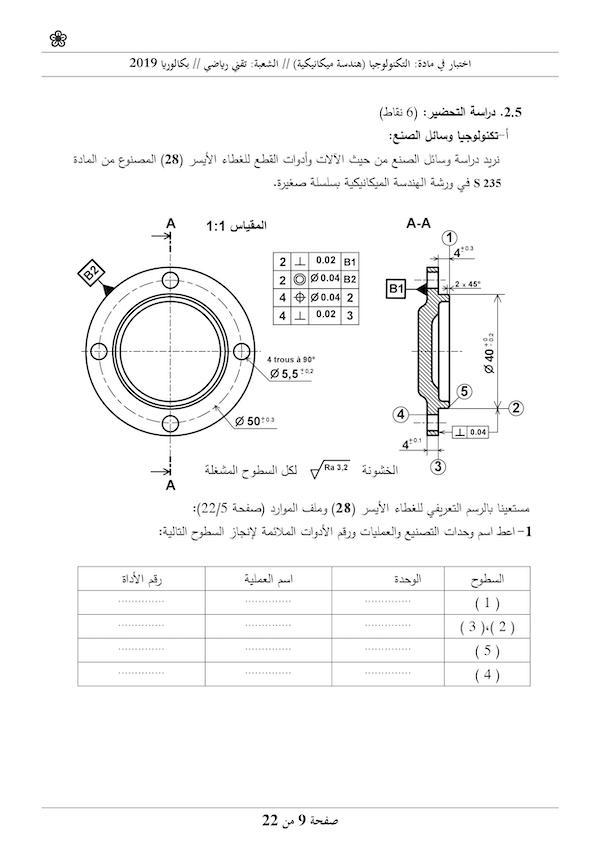 اختبار في مادة: التكنولوجيا (هندسة ميكانيكية) // الشعبة: تقني رياضي // بكالوريا 2019
2.5. دراسة التحضير: (6 نقاط)
أ-تكنولوجيا وسائل الصنع:
نريد دراسة وسائل الصنع من حيث الآلات وأدوات القطع للغطاء الأيسر (28) المصنوع من المادة
S 235 في ورشة الهندسة الميكانيكية بسلسلة صغيرة.
A
المقياس 1:1
A-A
1
4 ±0.3
B2
2 ⊥ 0.02 B1
2 ◎ Ø 0.04 B2
4 ⌖ Ø 0.04 2
4 ⊥ 0.02 3
B1
2 x 45°
4 trous à 90°
Ø 5,5 ±0,2
Ø 40 ±0 0.2
5
Ø 50 ±0.3
4
2
⊥ 0.04
4 ±0.1
3
A
الخشونة Ra 3,2 لكل السطوح المشغلة
مستعينا بالرسم التعريفي للغطاء الأيسر (28) وملف الموارد (صفحة 22/5):
1-اعط اسم وحدات التصنيع والعمليات ورقم الأدوات الملائمة لإنجاز السطوح التالية:
السطوح الوحدة اسم العملية رقم الأداة
( 1 ) .............. .............. ..............
( 2 )،( 3 ) .............. .............. ..............
( 5 ) .............. .............. ..............
( 4 ) .............. .............. ..............
صفحة 9 من 22